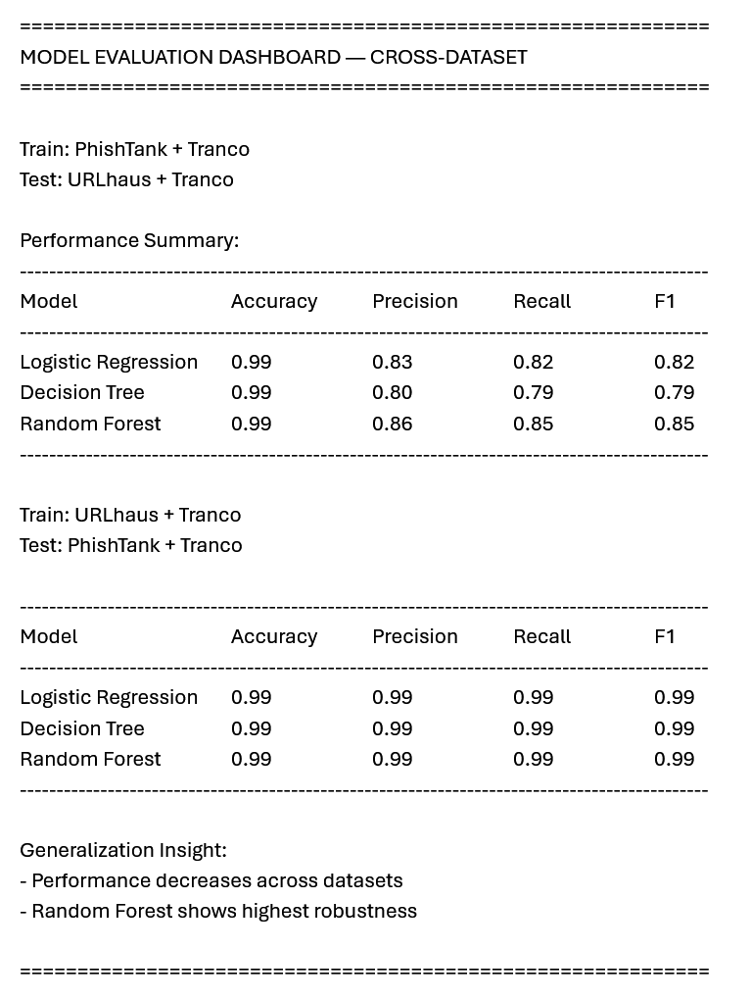 ============================================================
MODEL EVALUATION DASHBOARD — CROSS-DATASET
============================================================
Train: PhishTank + Tranco
Test: URLhaus + Tranco
Performance Summary:
---------------------------------------------------------------------------------------------
Model Accuracy Precision Recall F1
---------------------------------------------------------------------------------------------
Logistic Regression 0.99 0.83 0.82 0.82
Decision Tree 0.99 0.80 0.79 0.79
Random Forest 0.99 0.86 0.85 0.85
---------------------------------------------------------------------------------------------
Train: URLhaus + Tranco
Test: PhishTank + Tranco
---------------------------------------------------------------------------------------------
Model Accuracy Precision Recall F1
---------------------------------------------------------------------------------------------
Logistic Regression 0.99 0.99 0.99 0.99
Decision Tree 0.99 0.99 0.99 0.99
Random Forest 0.99 0.99 0.99 0.99
---------------------------------------------------------------------------------------------
Generalization Insight:
- Performance decreases across datasets
- Random Forest shows highest robustness
============================================================